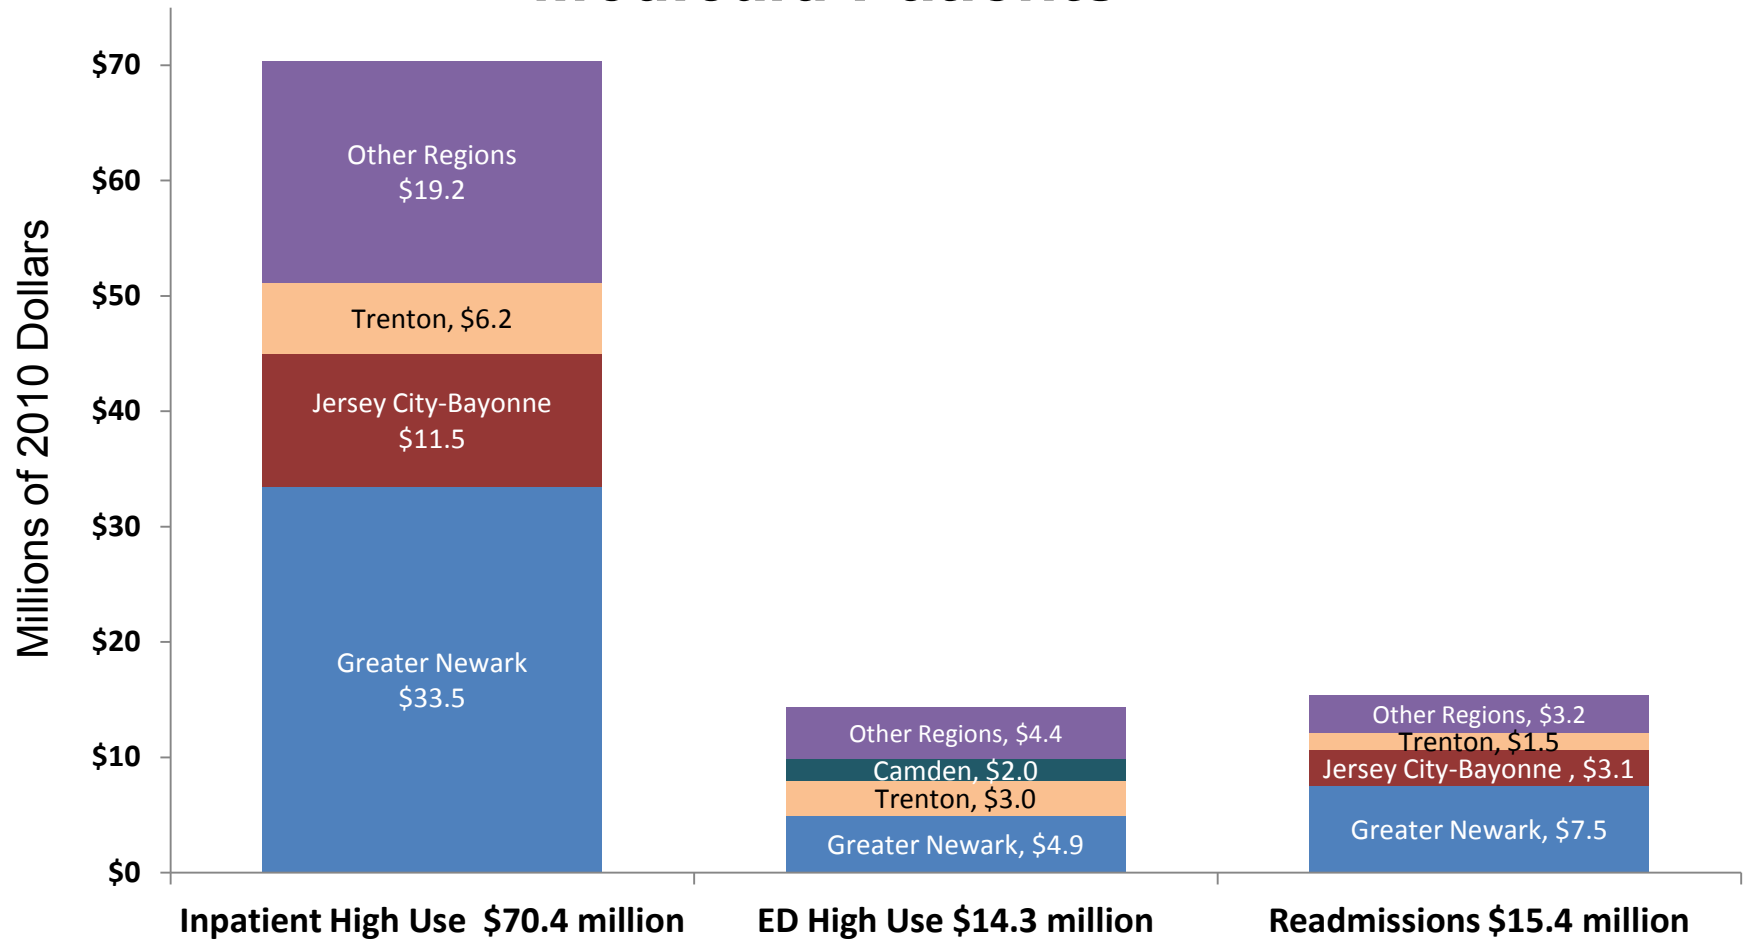 $70
$60
$50
$40
$30
$20
$10
$0
Millions of 2010 Dollars
Other Regions
$19.2
Trenton, $6.2
Jersey City-Bayonne
$11.5
Greater Newark
$33.5
Other Regions, $4.4
Camden, $2.0
Trenton, $3.0
Greater Newark, $4.9
Other Regions, $3.2
Trenton, $1.5
Jersey City-Bayonne , $3.1
Greater Newark, $7.5
Inpatient High Use  $70.4 million
ED High Use $14.3 million
Readmissions $15.4 million